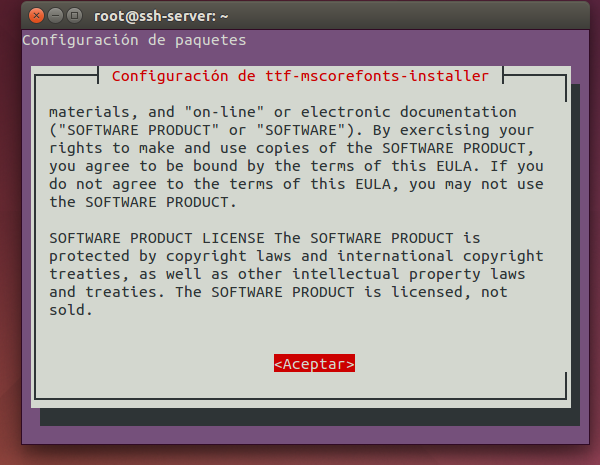 root@ssh-server: ~
Configuración de paquetes
Configuración de ttf-mscorefonts-installer
materials, and "on-line" or electronic documentation
("SOFTWARE PRODUCT" or "SOFTWARE"). By exercising your
rights to make and use copies of the SOFTWARE PRODUCT,
you agree to be bound by the terms of this EULA. If you
do not agree to the terms of this EULA, you may not use
the SOFTWARE PRODUCT.
SOFTWARE PRODUCT LICENSE The SOFTWARE PRODUCT is
protected by copyright laws and international copyright
treaties, as well as other intellectual property laws
and treaties. The SOFTWARE PRODUCT is licensed, not
sold.
<Aceptar>